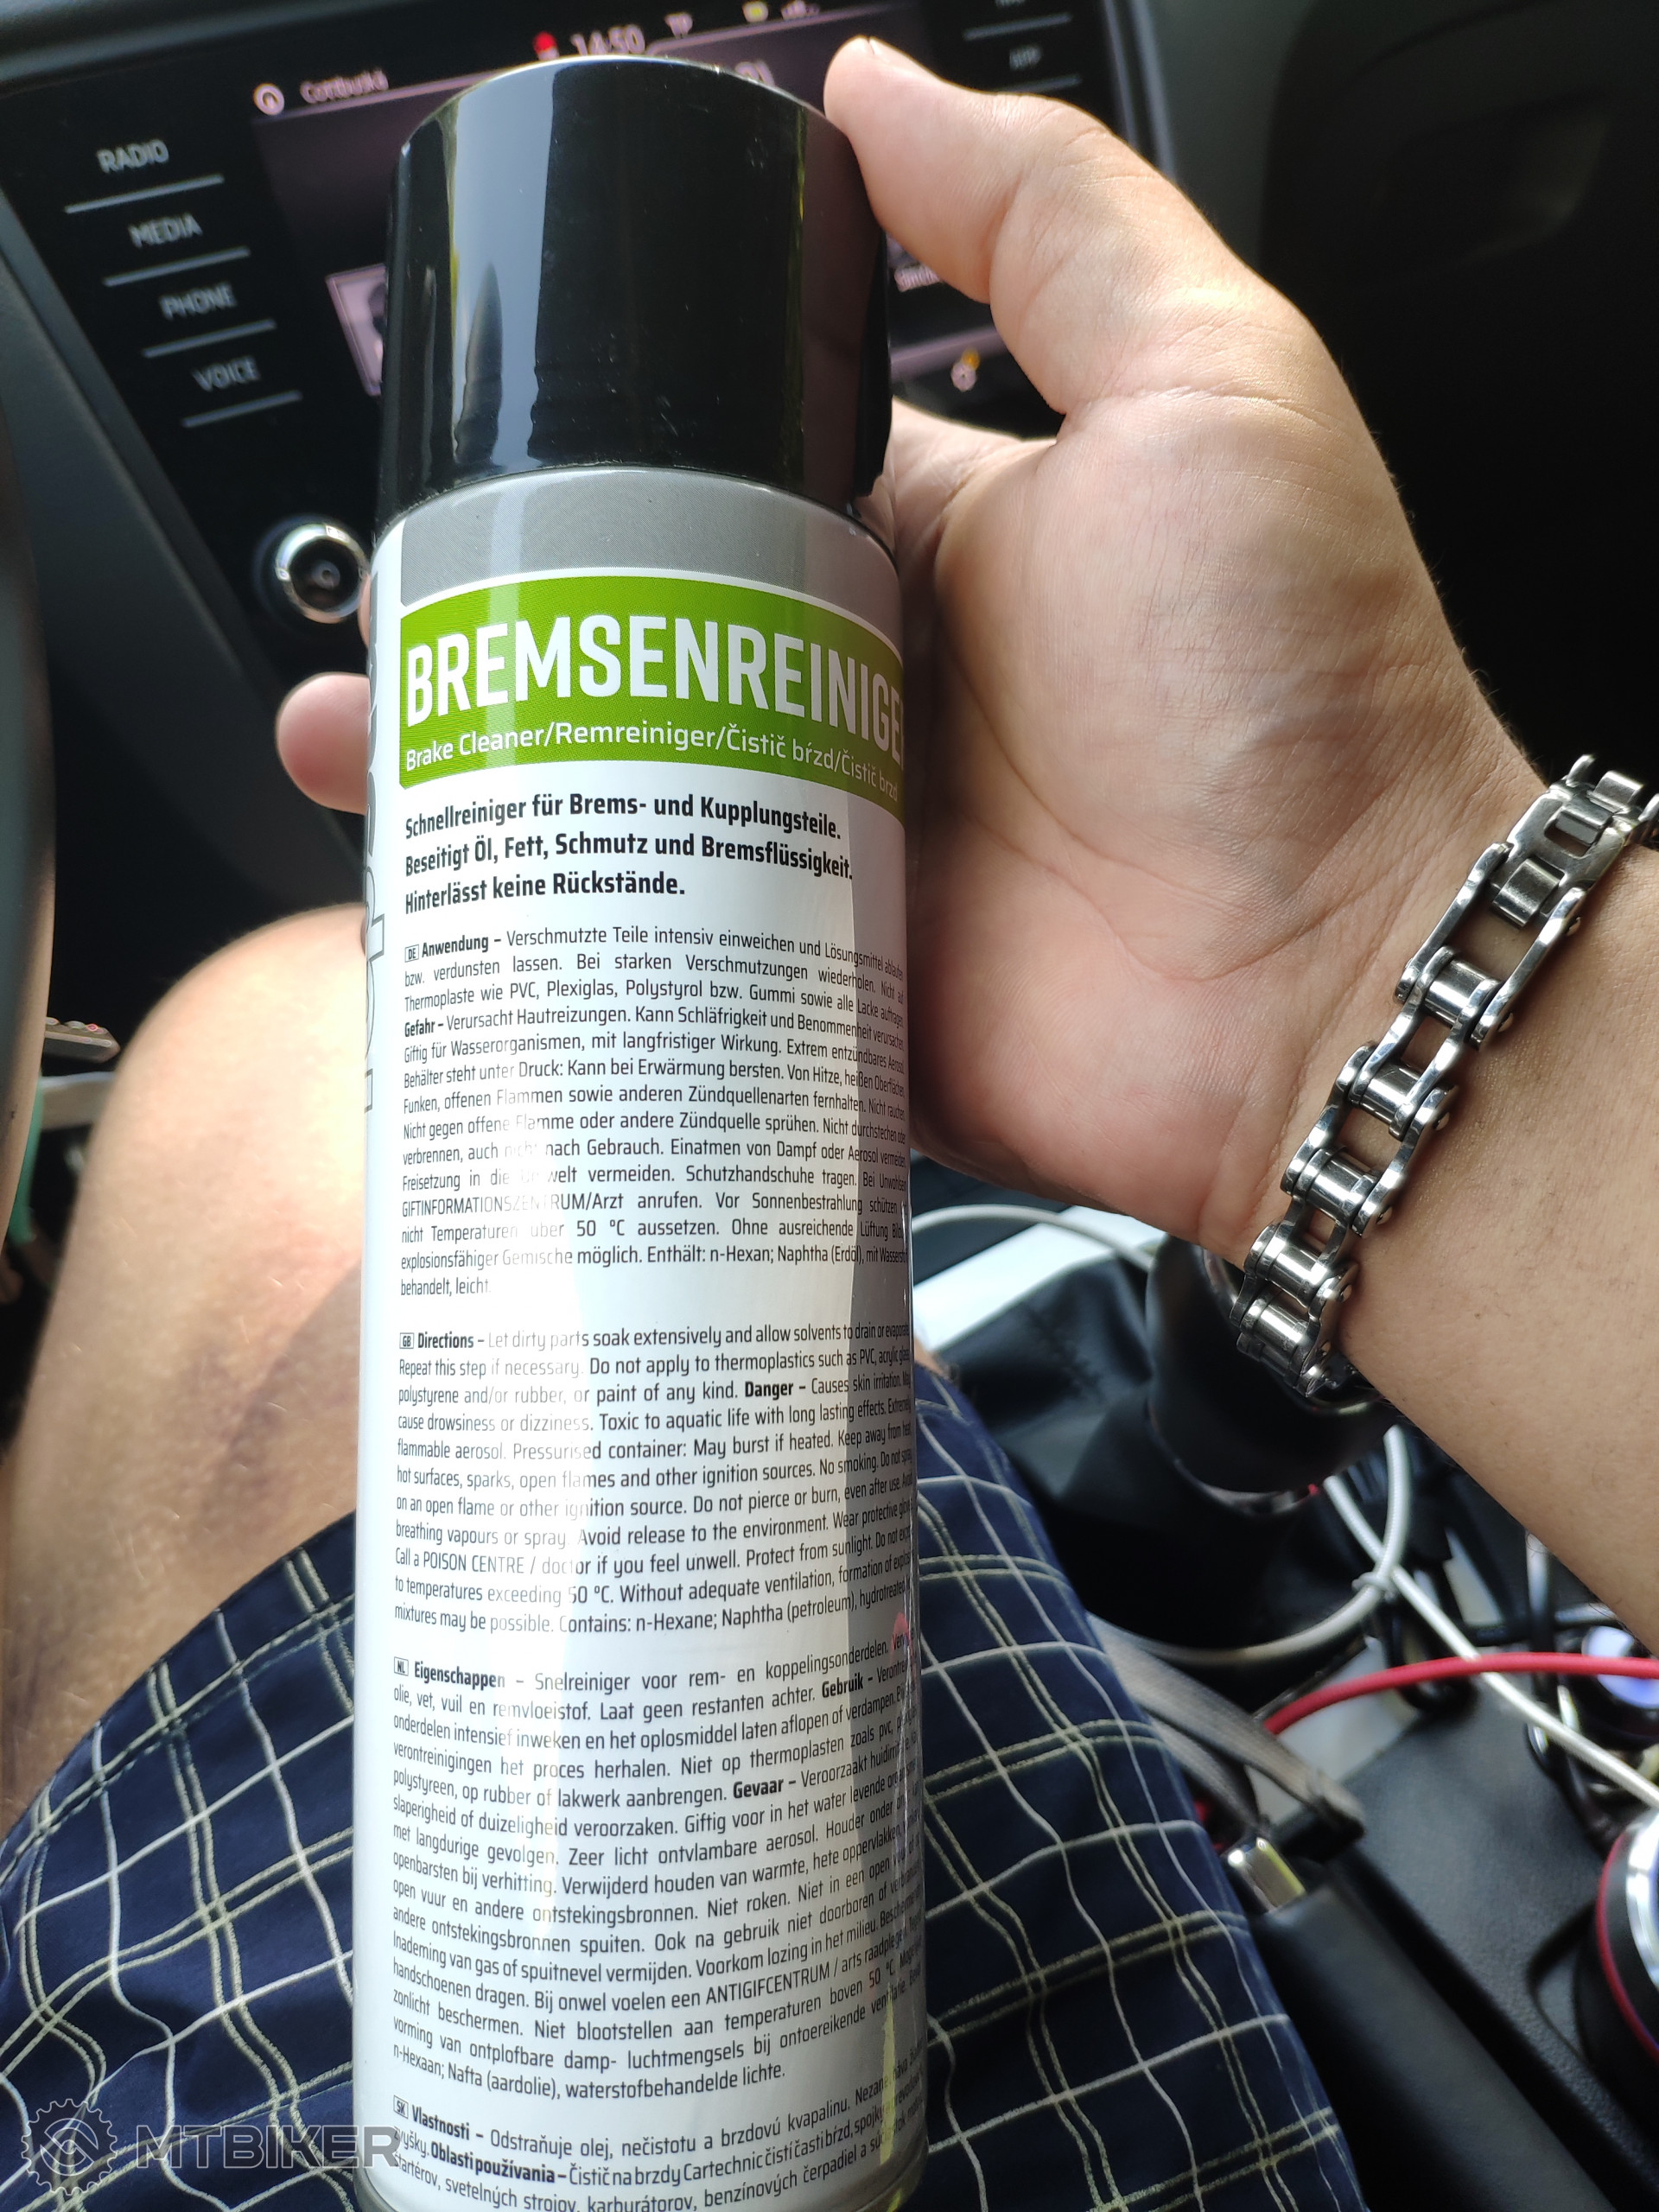 14:50
RADIO
MEDIA
PHONE
VOICE
BREMSENREINIGE
Brake Cleaner/Remreiniger/Čistič bŕzd/Čistič brzd
Schnellreiniger für Brems- und Kupplungsteile.
Beseitigt Öl, Fett, Schmutz und Bremsflüssigkeit.
Hinterlässt keine Rückstände.
DE Anwendung – Verschmutzte Teile intensiv einweichen und Lösungsmittel
bzw. verdunsten lassen. Bei starken Verschmutzungen wiederholen. Nicht auf
Thermoplaste wie PVC, Plexiglas, Polystyrol bzw. Gummi sowie alle Lacke auftragen.
Gefahr – Verursacht Hautreizungen. Kann Schläfrigkeit und Benommenheit verursachen.
Giftig für Wasserorganismen, mit langfristiger Wirkung. Extrem entzündbares Aerosol.
Behälter steht unter Druck: Kann bei Erwärmung bersten. Von Hitze, heißen Oberflächen,
Funken, offenen Flammen sowie anderen Zündquellenarten fernhalten. Nicht rauchen.
Nicht gegen offene Flamme oder andere Zündquelle sprühen. Nicht durchstechen oder
verbrennen, auch nicht nach Gebrauch. Einatmen von Dampf oder Aerosol vermeiden.
Freisetzung in die Umwelt vermeiden. Schutzhandschuhe tragen. Bei Unwohlsein
GIFTINFORMATIONSZENTRUM/Arzt anrufen. Vor Sonnenbestrahlung schützen
nicht Temperaturen über 50 °C aussetzen. Ohne ausreichende Lüftung
explosionsfähiger Gemische möglich. Enthält: n-Hexan; Naphtha (Erdöl), mit
behandelt, leicht.
GB Directions – Let dirty parts soak extensively and allow solvents to drain or evaporate.
Repeat this step if necessary. Do not apply to thermoplastics such as PVC, acrylic glass,
polystyrene and/or rubber, or paint of any kind. Danger – Causes skin irritation. May
cause drowsiness or dizziness. Toxic to aquatic life with long lasting effects. Extremely
flammable aerosol. Pressurised container: May burst if heated. Keep away from heat,
hot surfaces, sparks, open flames and other ignition sources. No smoking. Do not spray
on an open flame or other ignition source. Do not pierce or burn, even after use. Avoid
breathing vapours or spray. Avoid release to the environment. Wear protective
Call a POISON CENTRE / doctor if you feel unwell. Protect from sunlight. Do not
to temperatures exceeding 50 °C. Without adequate ventilation, formation of
mixtures may be possible. Contains: n-Hexane; Naphtha (petroleum), hydrotreated
NL Eigenschappen – Snelreiniger voor rem- en koppelingsonderdelen.
olie, vet, vuil en remvloeistof. Laat geen restanten achter. Gebruik –
onderdelen intensief inweken en het oplosmiddel laten aflopen of verdampen.
verontreinigingen het proces herhalen. Niet op thermoplasten zoals pvc,
polystyreen, op rubber of lakwerk aanbrengen. Gevaar – Veroorzaakt
slaperigheid of duizeligheid veroorzaken. Giftig voor in het water levende
met langdurige gevolgen. Zeer licht ontvlambare aerosol. Houder onder
openbarsten bij verhitting. Verwijderd houden van warmte, hete oppervlakken,
open vuur en andere ontstekingsbronnen. Niet roken. Niet in een open
andere ontstekingsbronnen spuiten. Ook na gebruik niet doorboren of
Inademing van gas of spuitnevel vermijden. Voorkom lozing in het milieu.
handschoenen dragen. Bij onwel voelen een ANTIGIFCENTRUM / arts
zonlicht beschermen. Niet blootstellen aan temperaturen boven 50 °C.
vorming van ontplofbare damp- luchtmengsels bij ontoereikende
n-Hexaan; Nafta (aardolie), waterstofbehandelde lichte.
SK Vlastnosti – Odstraňuje olej, nečistotu a brzdovú kvapalinu.
Oblasti používania – Čistič na brzdy Cartechnic čistí časti bŕzd, spojky
svetelných strojov, karburátorov, benzínových čerpadiel a
MTBIKER